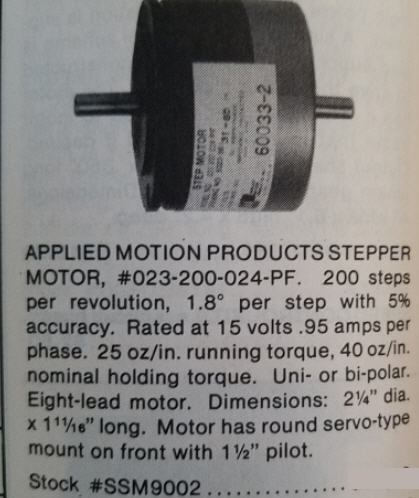 STEP MOTOR
60033-2
APPLIED MOTION PRODUCTS STEPPER
MOTOR, #023-200-024-PF. 200 steps
per revolution, 1.8° per step with 5%
accuracy. Rated at 15 volts .95 amps per
phase. 25 oz/in. running torque, 40 oz/in.
nominal holding torque. Uni- or bi-polar.
Eight-lead motor. Dimensions: 2¼" dia.
x 1¹¹⁄₁₆" long. Motor has round servo-type
mount on front with 1½" pilot.
Stock #SSM9002..............